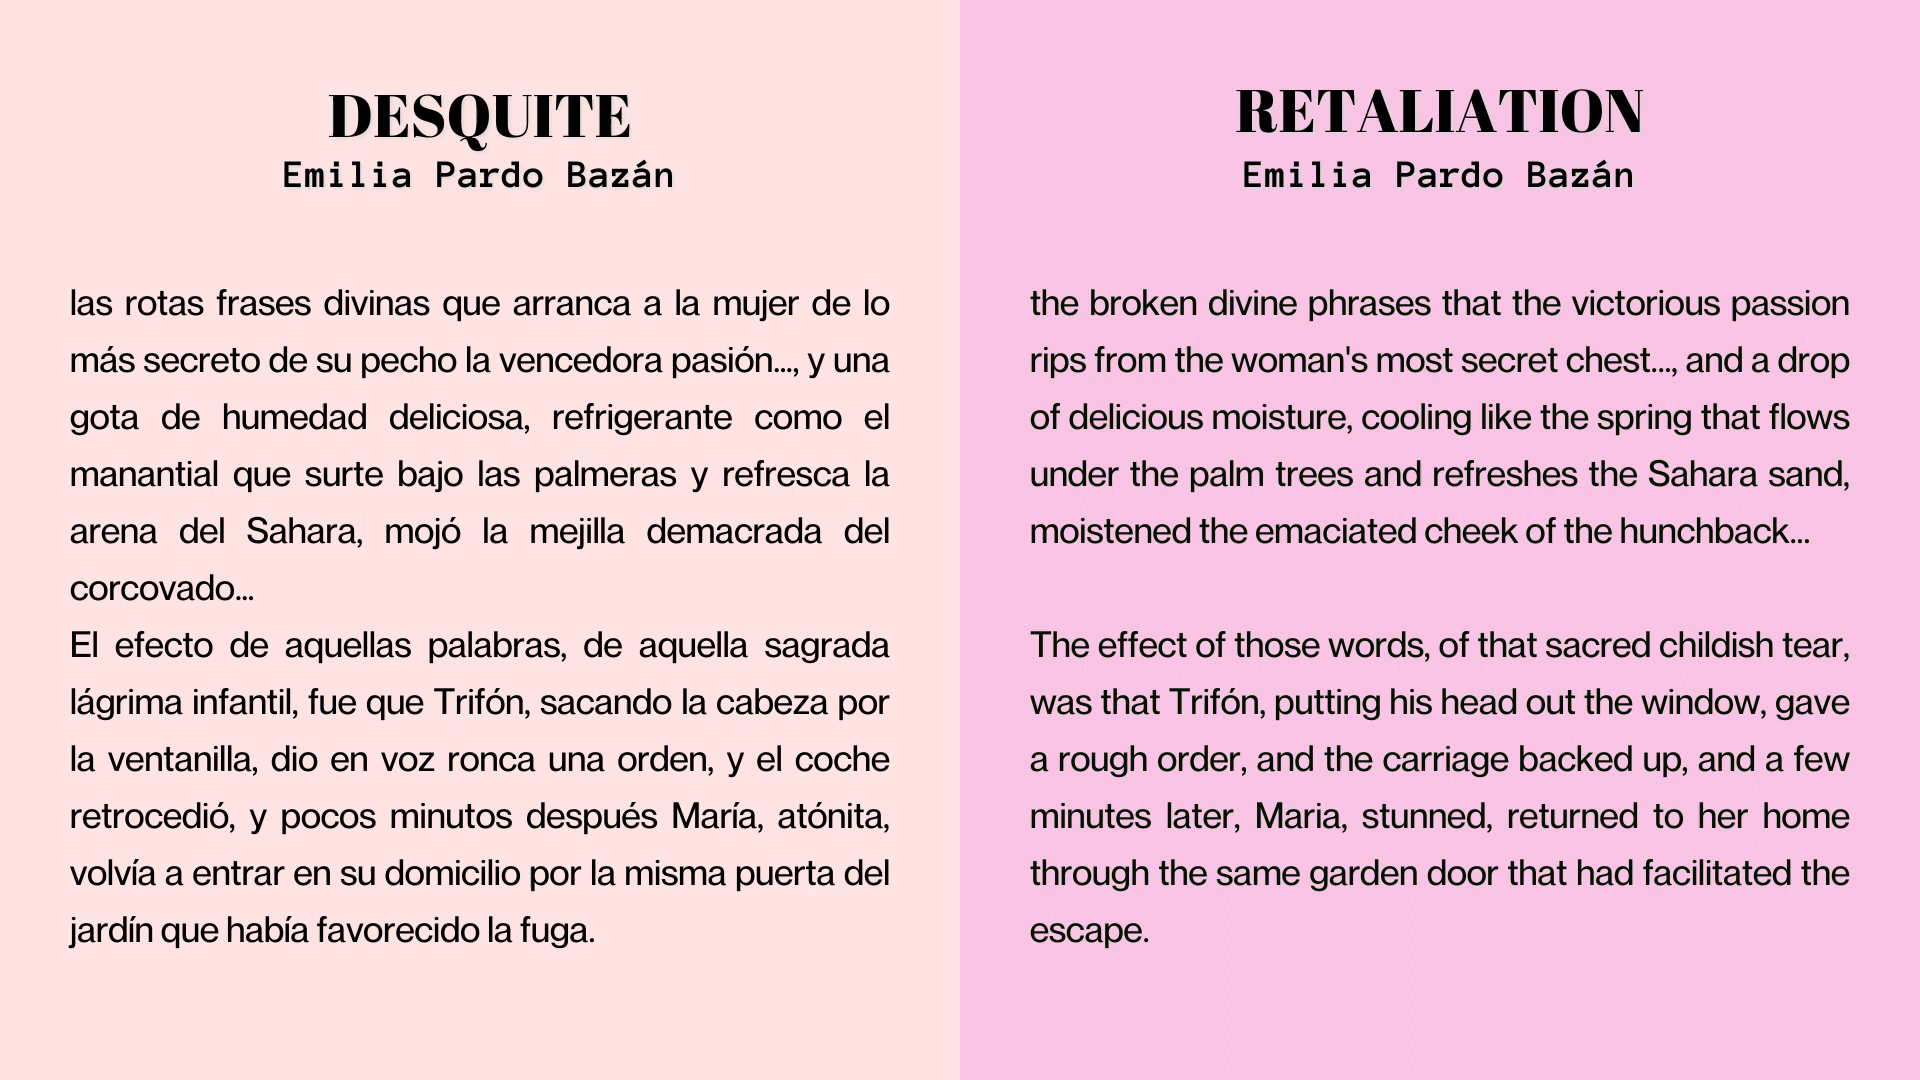 DESQUITE
Emilia Pardo Bazán
las rotas frases divinas que arranca a la mujer de lo
más secreto de su pecho la vencedora pasión..., y una
gota de humedad deliciosa, refrigerante como el
manantial que surte bajo las palmeras y refresca la
arena del Sahara, mojó la mejilla demacrada del
corcovado...
El efecto de aquellas palabras, de aquella sagrada
lágrima infantil, fue que Trifón, sacando la cabeza por
la ventanilla, dio en voz ronca una orden, y el coche
retrocedió, y pocos minutos después María, atónita,
volvía a entrar en su domicilio por la misma puerta del
jardín que había favorecido la fuga.
RETALIATION
Emilia Pardo Bazán
the broken divine phrases that the victorious passion
rips from the woman's most secret chest..., and a drop
of delicious moisture, cooling like the spring that flows
under the palm trees and refreshes the Sahara sand,
moistened the emaciated cheek of the hunchback...
The effect of those words, of that sacred childish tear,
was that Trifón, putting his head out the window, gave
a rough order, and the carriage backed up, and a few
minutes later, Maria, stunned, returned to her home
through the same garden door that had facilitated the
escape.